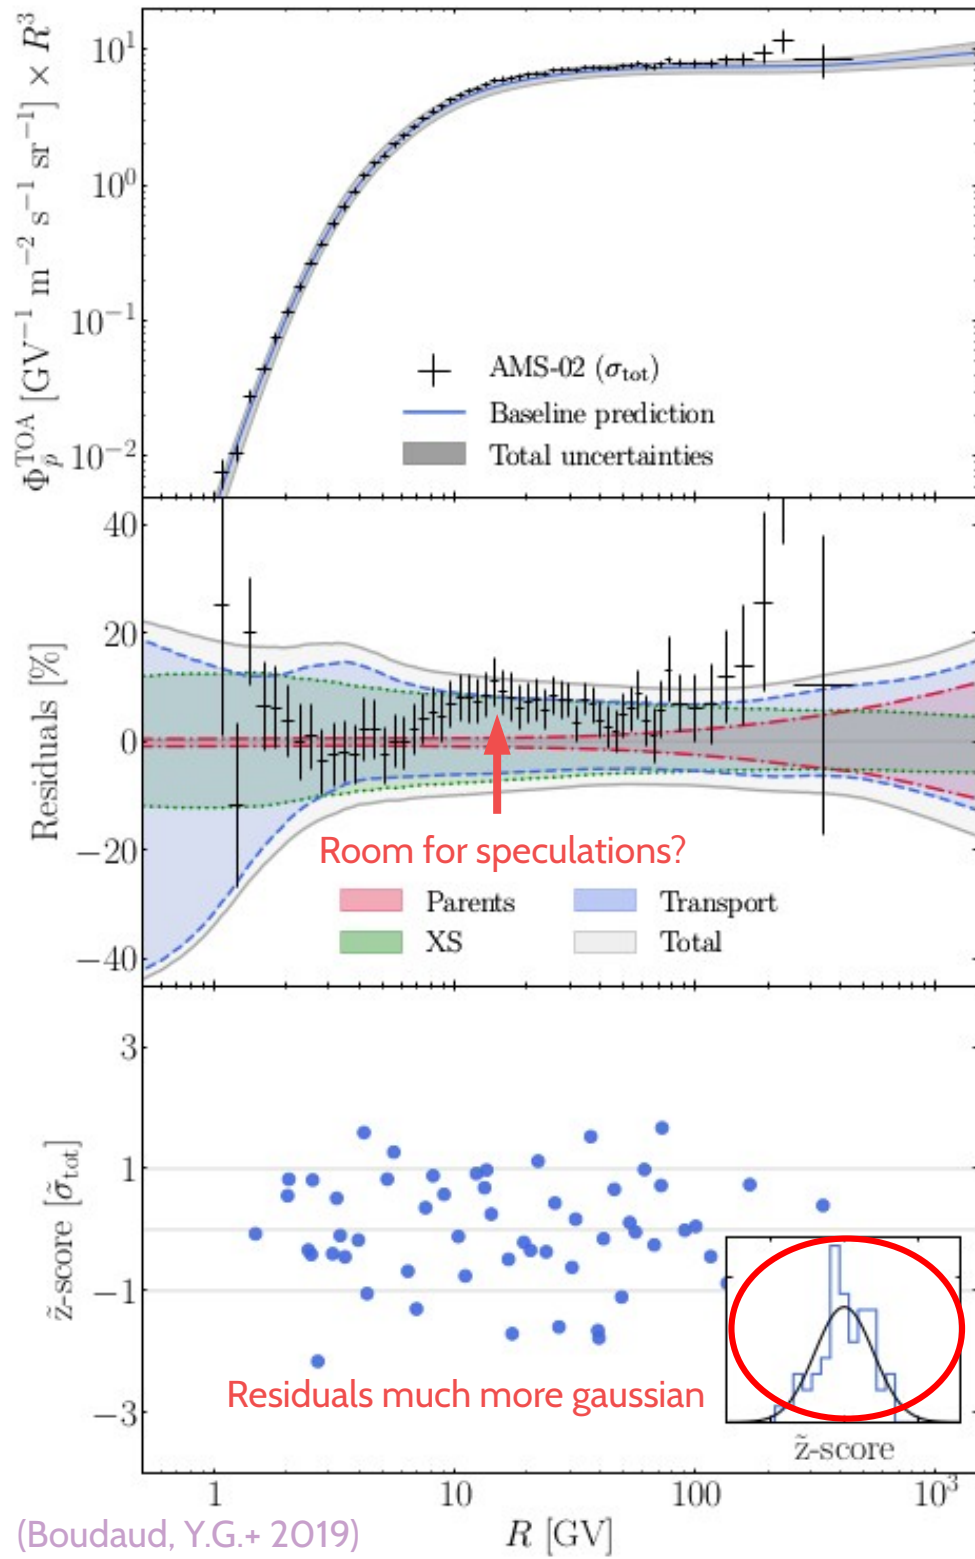 Φ_p̄^TOA [GV⁻¹ m⁻² s⁻¹ sr⁻¹] × R³
10¹
10⁰
10⁻¹
10⁻²
AMS-02 (σ_tot)
Baseline prediction
Total uncertainties
Residuals [%]
40
20
0
−20
−40
Room for speculations?
Parents
Transport
XS
Total
z̃-score [σ̃_tot]
3
1
−1
−3
Residuals much more gaussian
z̃-score
1
10
100
10³
R [GV]
(Boudaud, Y.G.+ 2019)